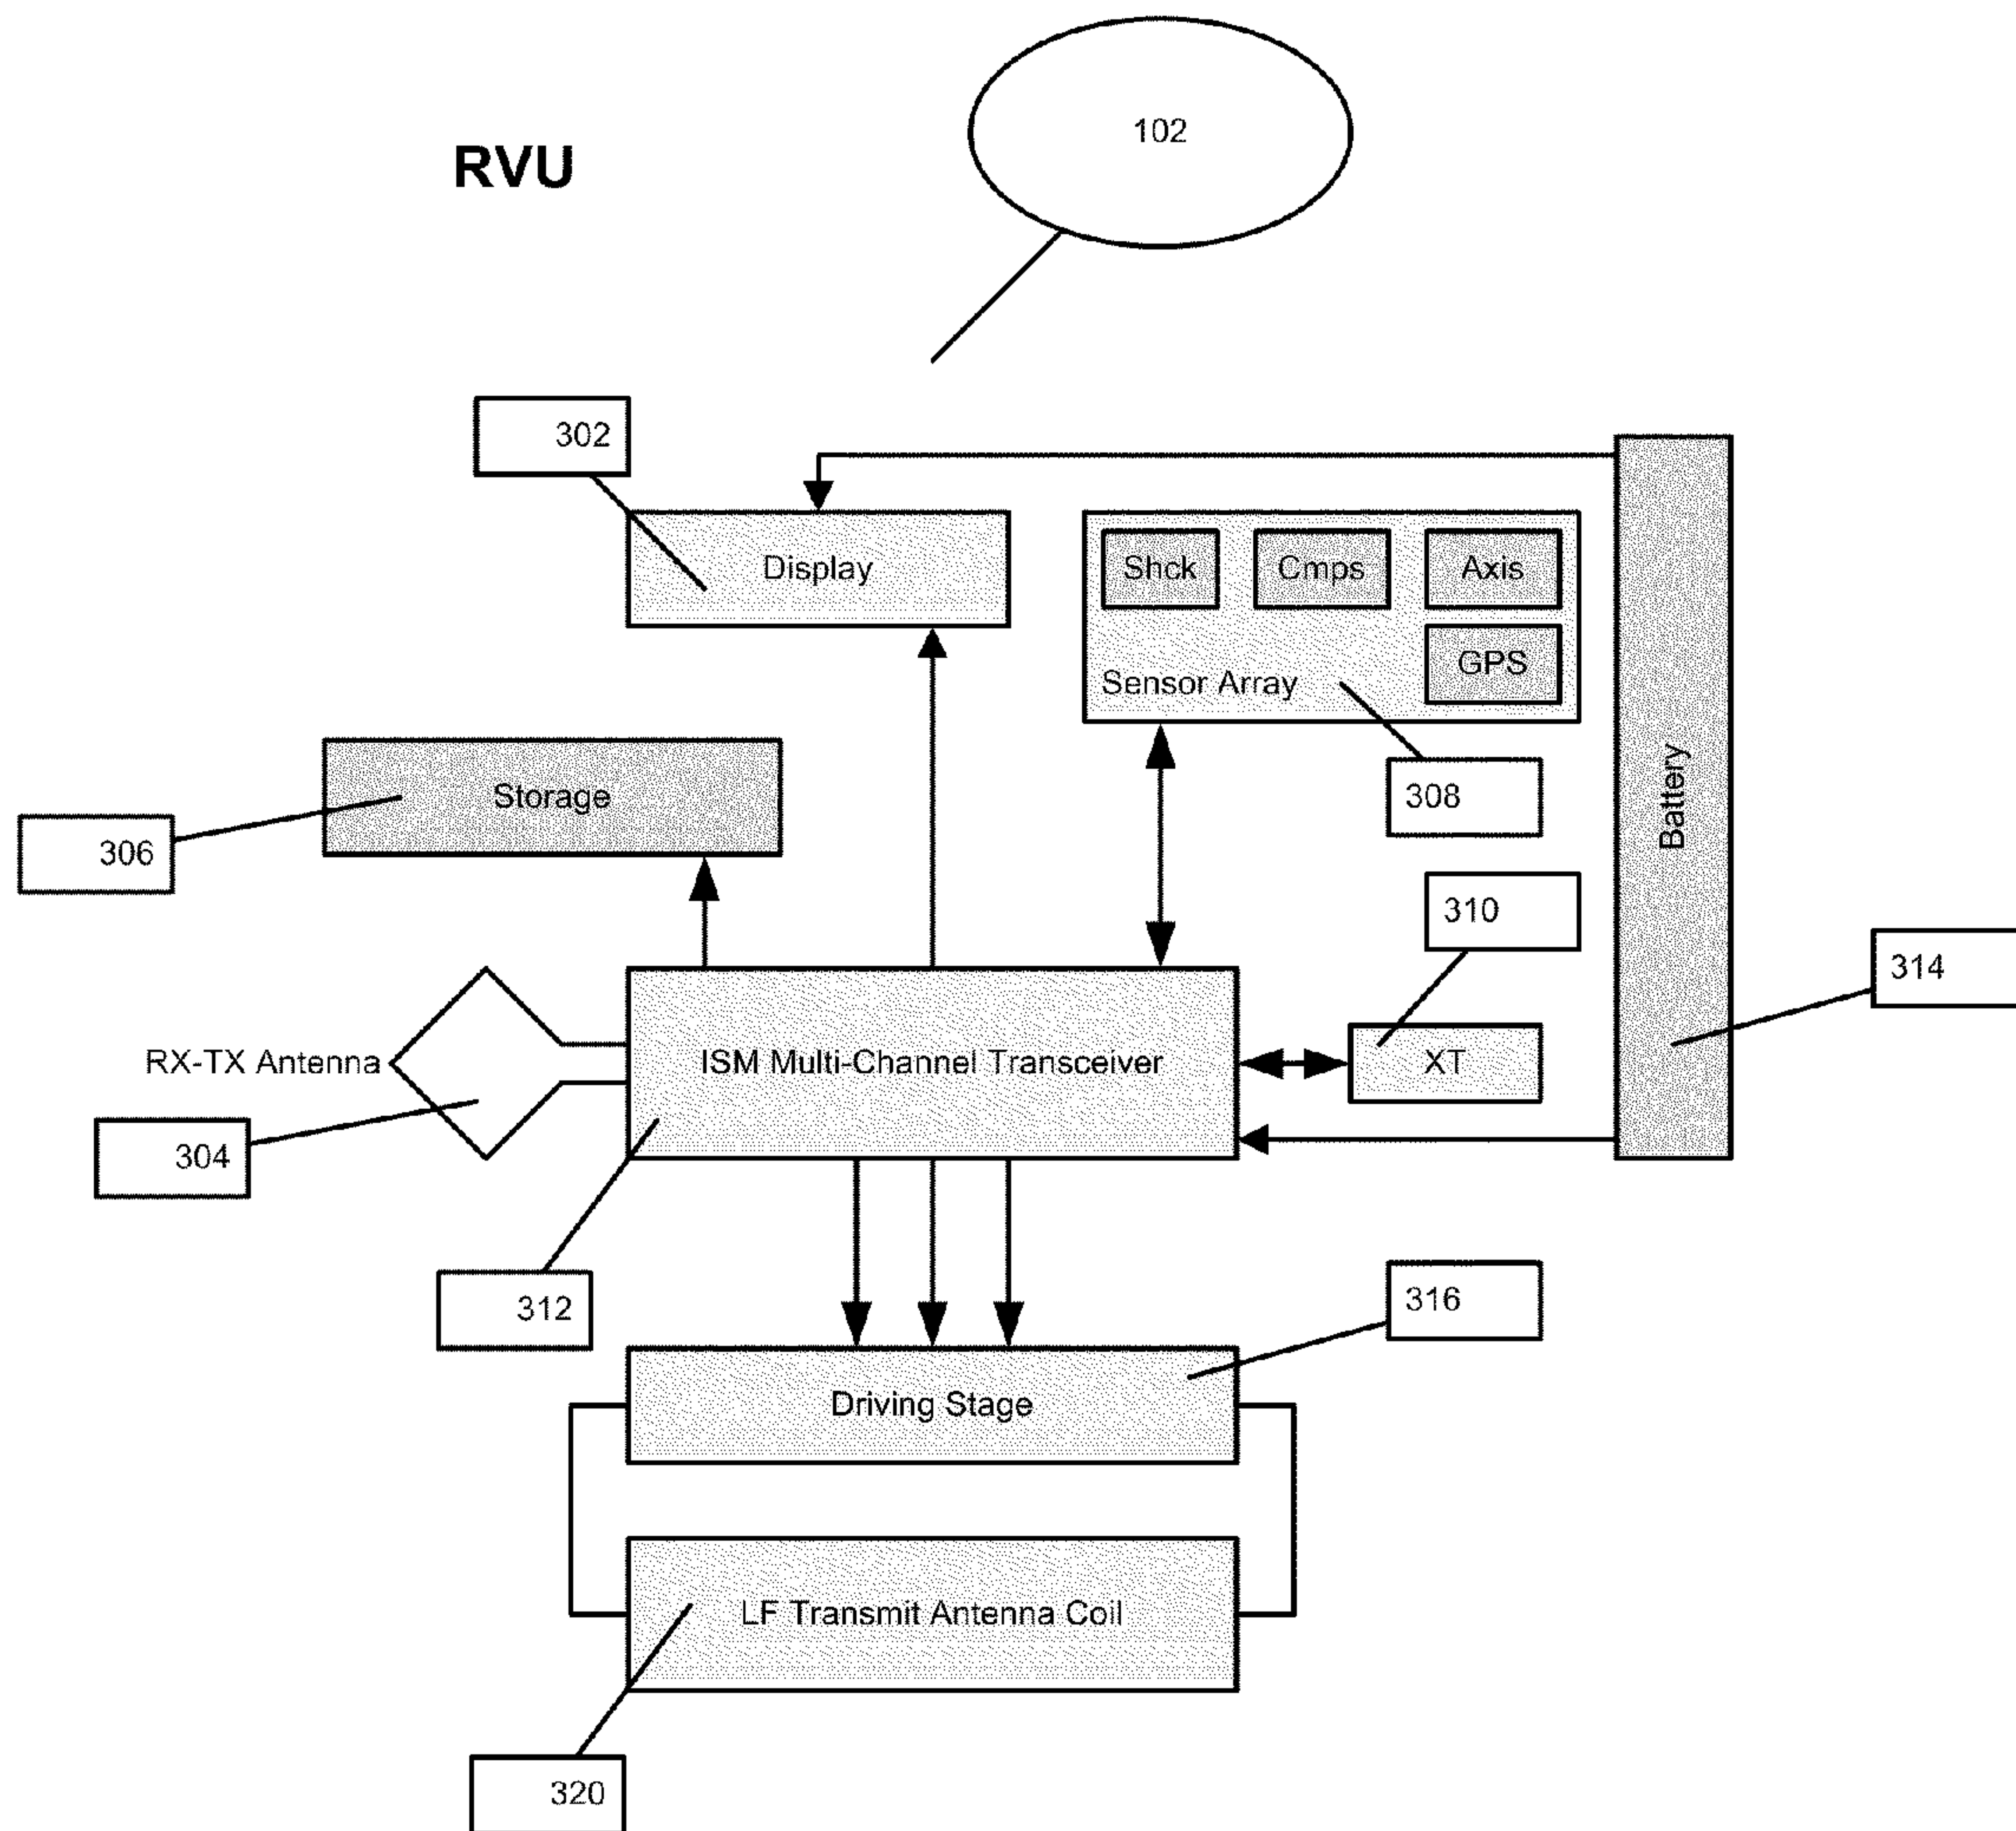 102
RVU
302
Display
Shck
Cmps
Axis
GPS
Sensor Array
Battery
Storage
308
306
310
314
RX-TX Antenna
ISM Multi-Channel Transceiver
XT
304
312
316
Driving Stage
LF Transmit Antenna Coil
320